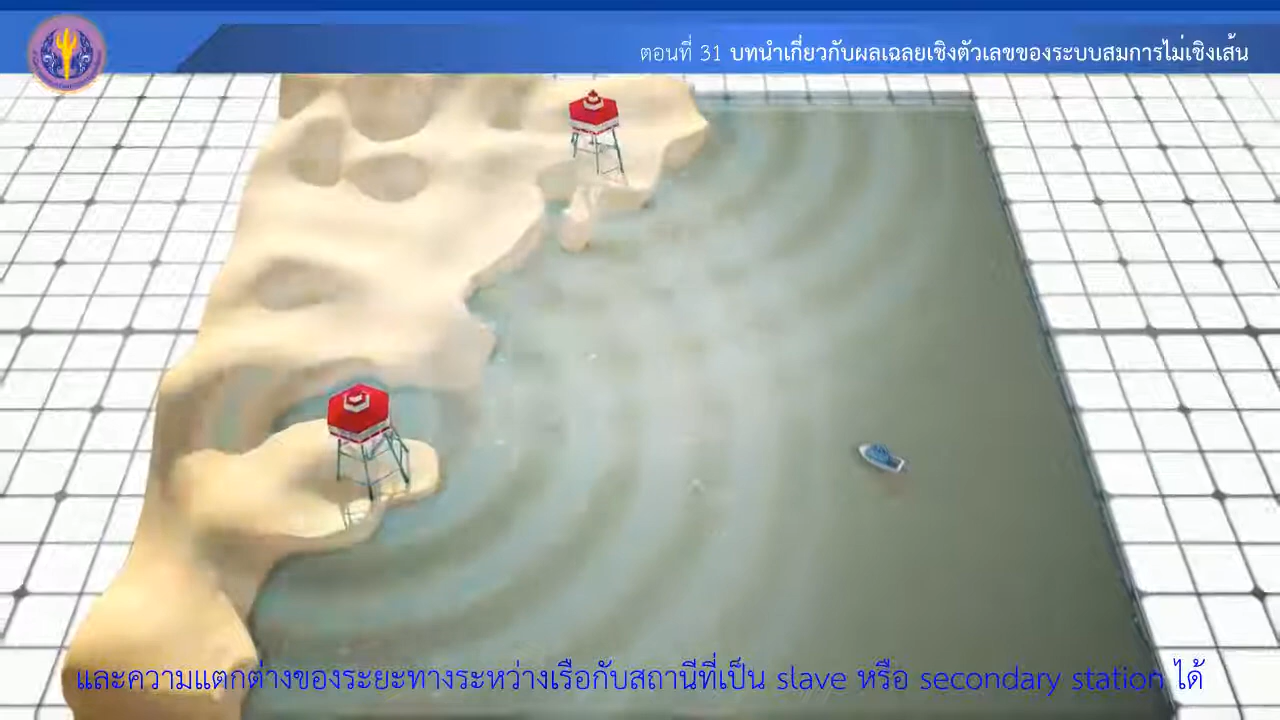 ตอนที่ 31 บทนำเกี่ยวกับผลเฉลยเชิงตัวเลขของระบบสมการไม่เชิงเส้น
และความแตกต่างของระยะทางระหว่างเรือกับสถานีที่เป็น slave หรือ secondary station ได้